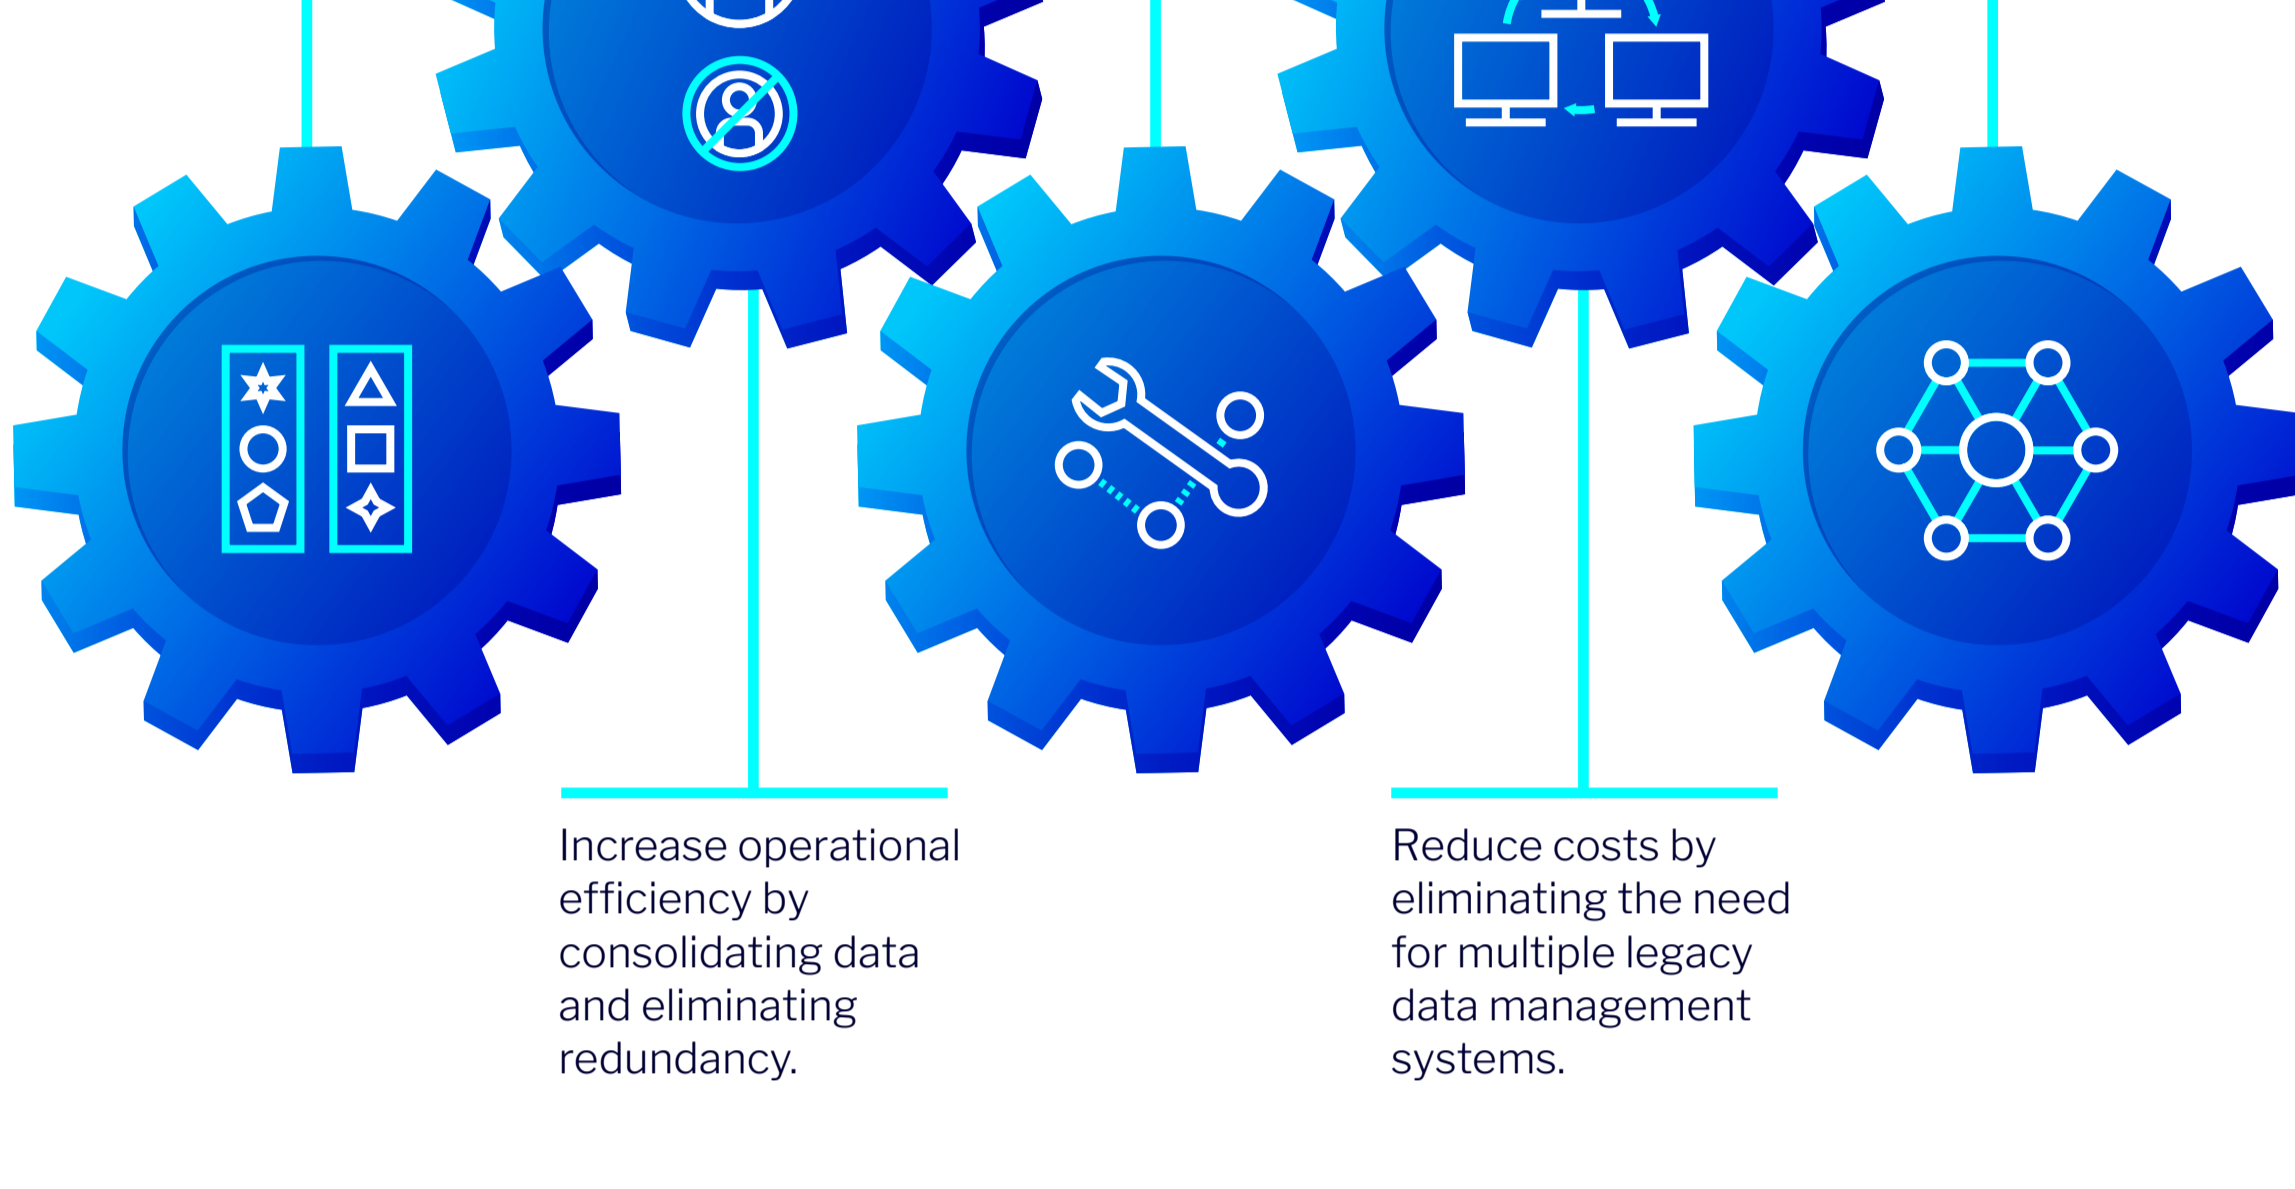 Increase operational
efficiency by
consolidating data
and eliminating
redundancy.
Reduce costs by
eliminating the need
for multiple legacy
data management
systems.